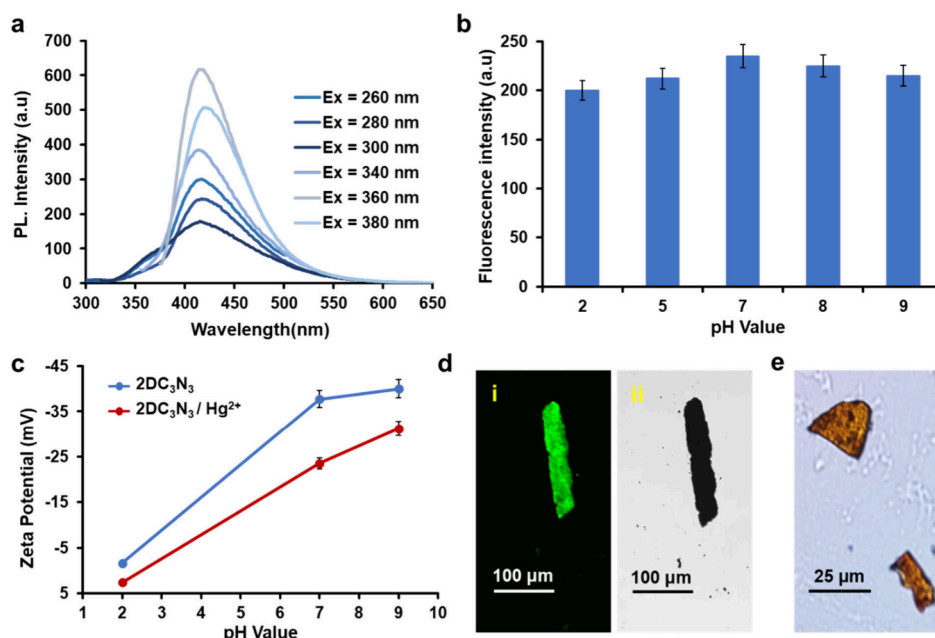 a
PL. Intensity (a.u)
700
600
500
400
300
200
100
0
300 350 400 450 500 550 600 650
Wavelength(nm)
Ex = 260 nm
Ex = 280 nm
Ex = 300 nm
Ex = 340 nm
Ex = 360 nm
Ex = 380 nm
b
Fluorescence intensity (a.u)
250
200
150
100
50
0
2 5 7 8 9
pH Value
c
Zeta Potential (mV)
-45
-35
-25
-15
-5
5
1 2 3 4 5 6 7 8 9 10
pH Value
2DC₃N₃
2DC₃N₃ / Hg²⁺
d
i
100 μm
ii
100 μm
e
25 μm